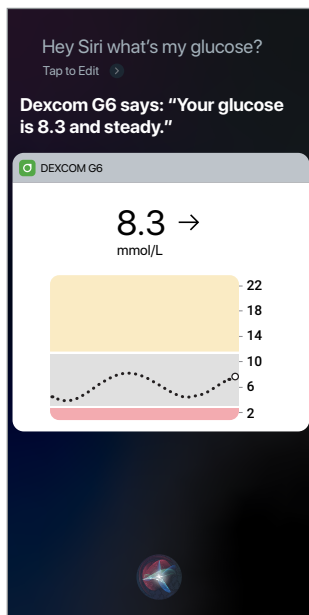 Hey Siri what’s my glucose?
Tap to Edit
Dexcom G6 says: “Your glucose
is 8.3 and steady.”
DEXCOM G6
8.3
mmol/L
22
18
14
10
6
2